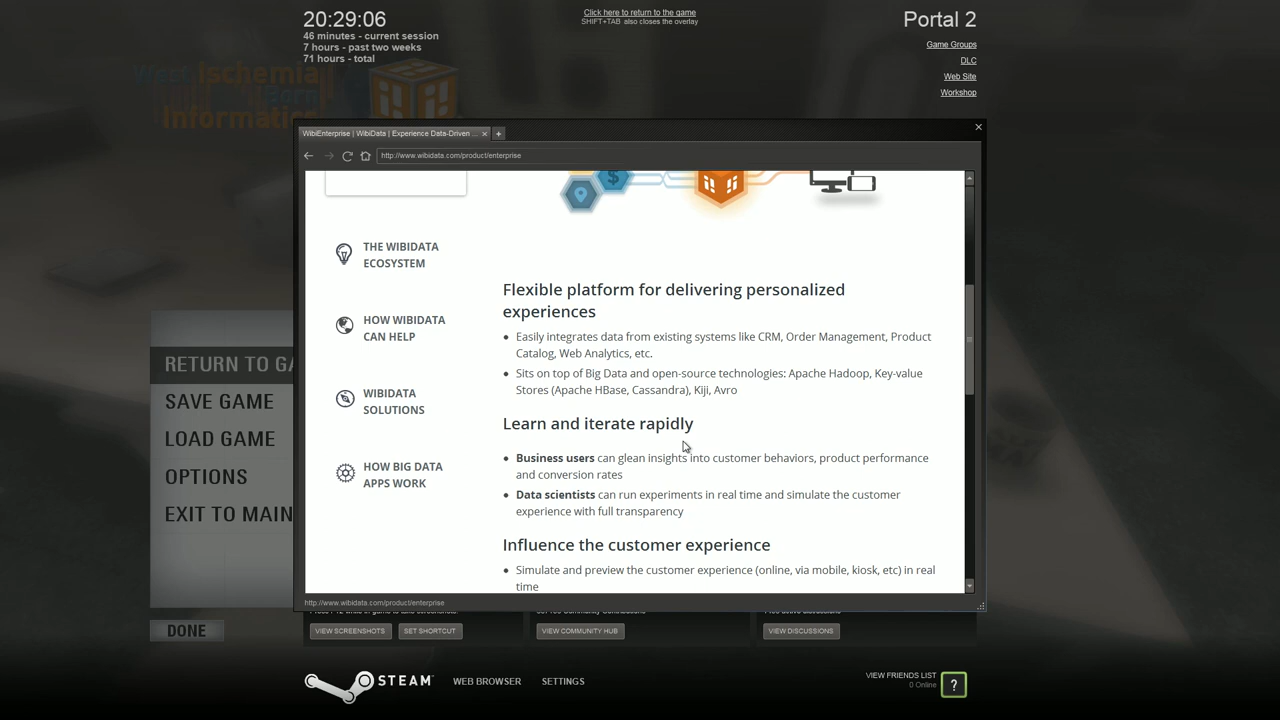 20:29:06
46 minutes - current session
7 hours - past two weeks
71 hours - total
Click here to return to the game
SHIFT+TAB also closes the overlay
Portal 2
Game Groups
DLC
Web Site
Workshop
Ischemia
Informatics
WibiEnterprise | WibiData | Experience Data-Driven ...
http://www.wibidata.com/product/enterprise
THE WIBIDATA
ECOSYSTEM
HOW WIBIDATA
CAN HELP
WIBIDATA
SOLUTIONS
HOW BIG DATA
APPS WORK
Flexible platform for delivering personalized
experiences
• Easily integrates data from existing systems like CRM, Order Management, Product
Catalog, Web Analytics, etc.
• Sits on top of Big Data and open-source technologies: Apache Hadoop, Key-value
Stores (Apache HBase, Cassandra), Kiji, Avro
Learn and iterate rapidly
• Business users can glean insights into customer behaviors, product performance
and conversion rates
• Data scientists can run experiments in real time and simulate the customer
experience with full transparency
Influence the customer experience
• Simulate and preview the customer experience (online, via mobile, kiosk, etc) in real
time
http://www.wibidata.com/product/enterprise
RETURN TO GA
SAVE GAME
LOAD GAME
OPTIONS
EXIT TO MAIN
DONE
VIEW SCREENSHOTS
SET SHORTCUT
VIEW COMMUNITY HUB
VIEW DISCUSSIONS
STEAM
WEB BROWSER
SETTINGS
VIEW FRIENDS LIST
0 Online
?